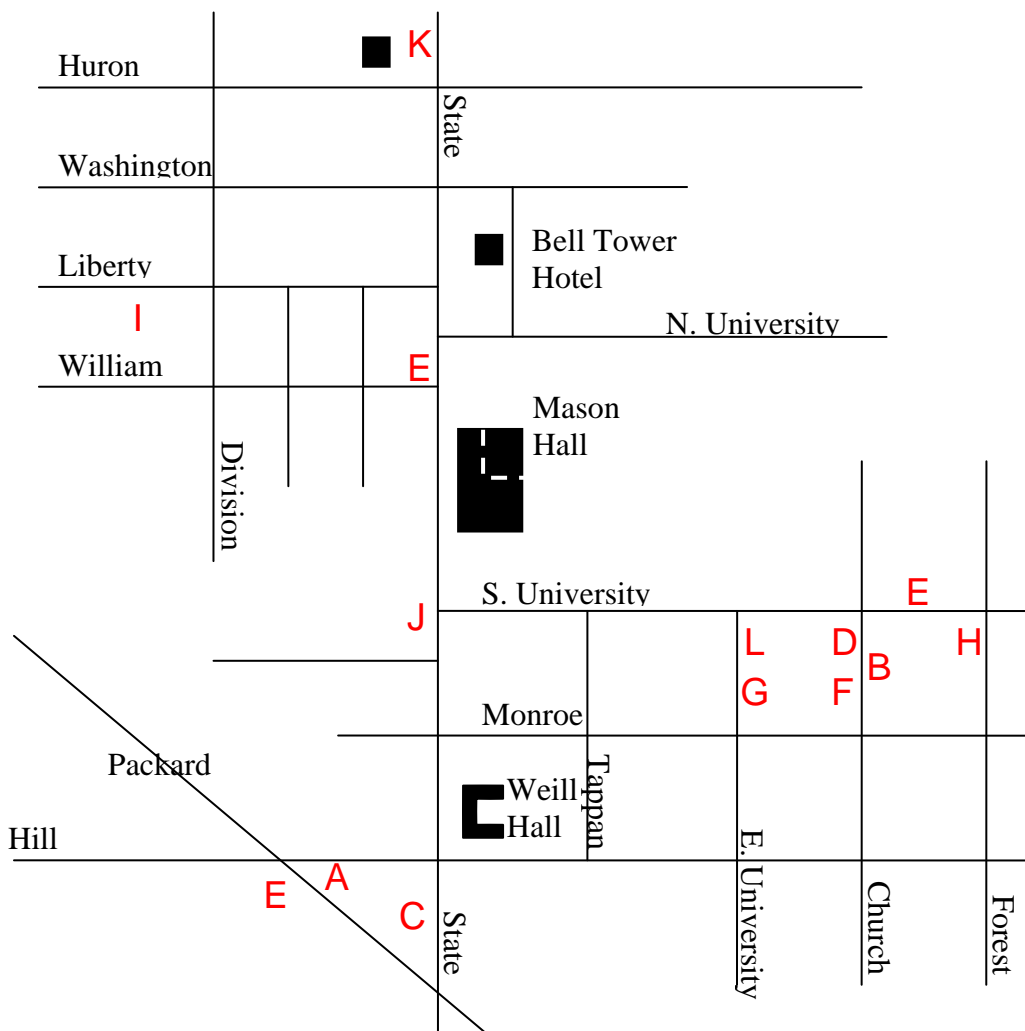 K
Huron
State
Washington
Bell Tower
Hotel
Liberty
I
N. University
William
E
Mason
Hall
Division
S. University
E
J
L
D
H
B
G
F
Monroe
Packard
Tappan
Weill
Hall
Hill
E. University
A
E
C
State
Church
Forest